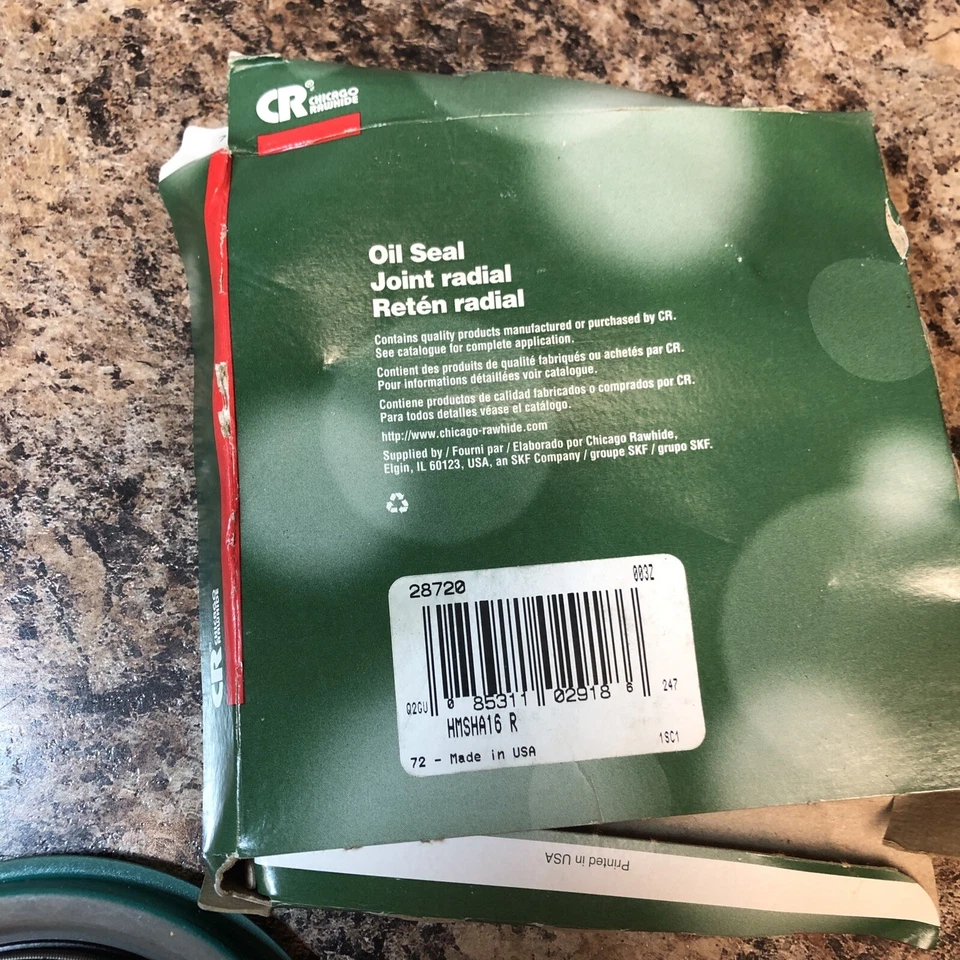 CR® CHICAGO RAWHIDE
Oil Seal
Joint radial
Retén radial
Contains quality products manufactured or purchased by CR.
See catalogue for complete application.
Contient des produits de qualité fabriqués ou achetés par CR.
Pour informations détaillées voir catalogue.
Contiene productos de calidad fabricados o comprados por CR.
Para todos detalles véase el catálogo.
http://www.chicago-rawhide.com
Supplied by / Fourni par / Elaborado por Chicago Rawhide,
Elgin, IL 60123, USA, an SKF Company / groupe SKF / grupo SKF.
CR CHICAGO RAWHIDE
28720 003Z
Q2GU 0 85311 02918 6 247
HMSHA16 R 1SC1
72 - Made in USA
Printed in USA